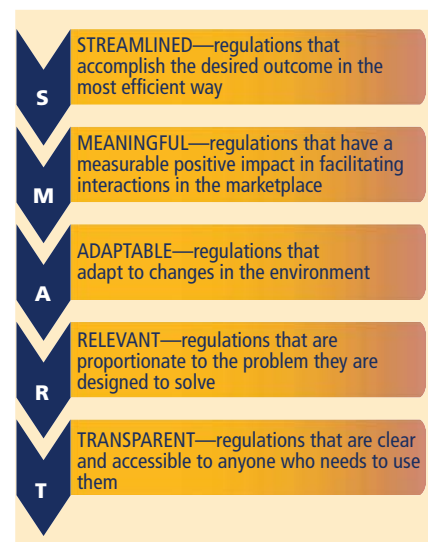 S
STREAMLINED—regulations that
accomplish the desired outcome in the
most efficient way
M
MEANINGFUL—regulations that have a
measurable positive impact in facilitating
interactions in the marketplace
A
ADAPTABLE—regulations that
adapt to changes in the environment
R
RELEVANT—regulations that are
proportionate to the problem they are
designed to solve
T
TRANSPARENT—regulations that are clear
and accessible to anyone who needs to use
them